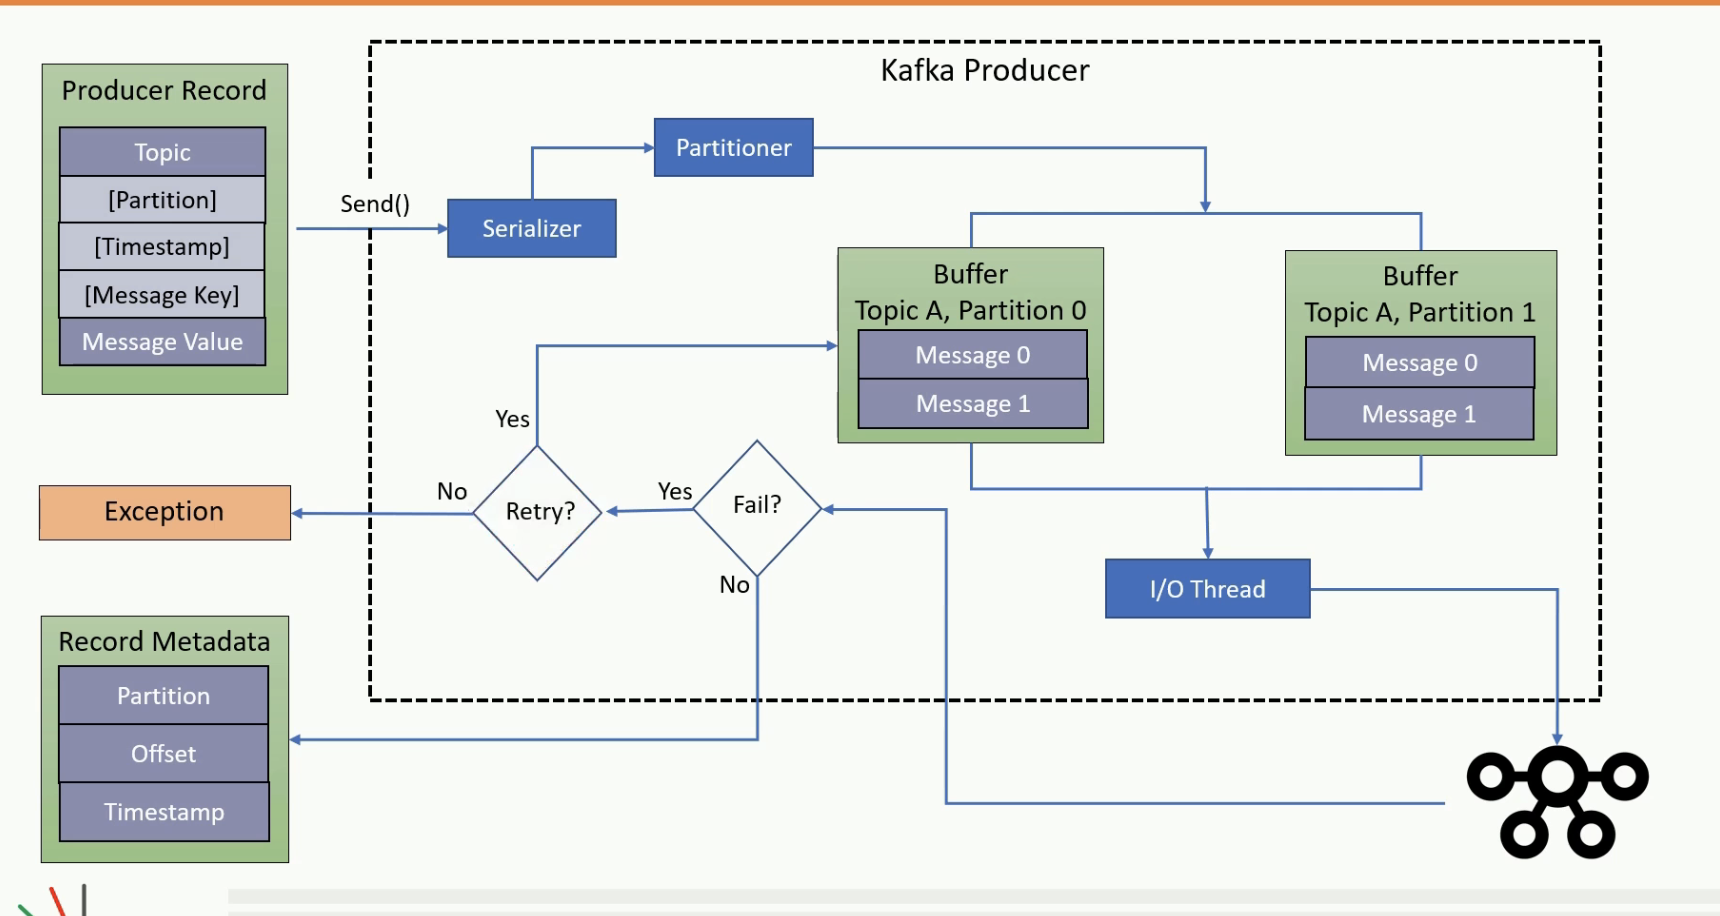 Kafka Producer
Producer Record
Topic
[Partition]
[Timestamp]
[Message Key]
Message Value
Send()
Serializer
Partitioner
Buffer
Topic A, Partition 0
Message 0
Message 1
Buffer
Topic A, Partition 1
Message 0
Message 1
Yes
No
Retry?
Yes
Fail?
No
Exception
I/O Thread
Record Metadata
Partition
Offset
Timestamp